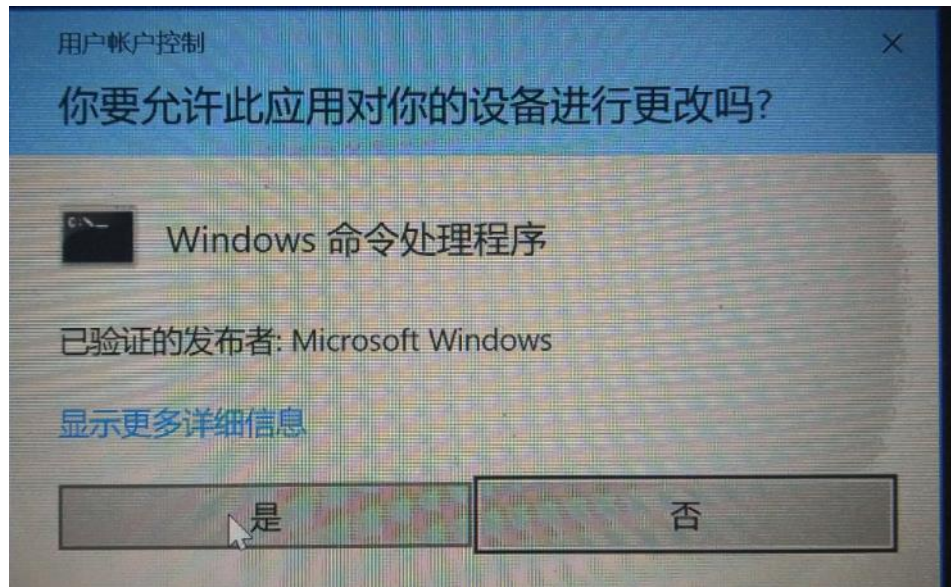 用户帐户控制
你要允许此应用对你的设备进行更改吗?
C:\_
Windows 命令处理程序
已验证的发布者: Microsoft Windows
显示更多详细信息
是
否